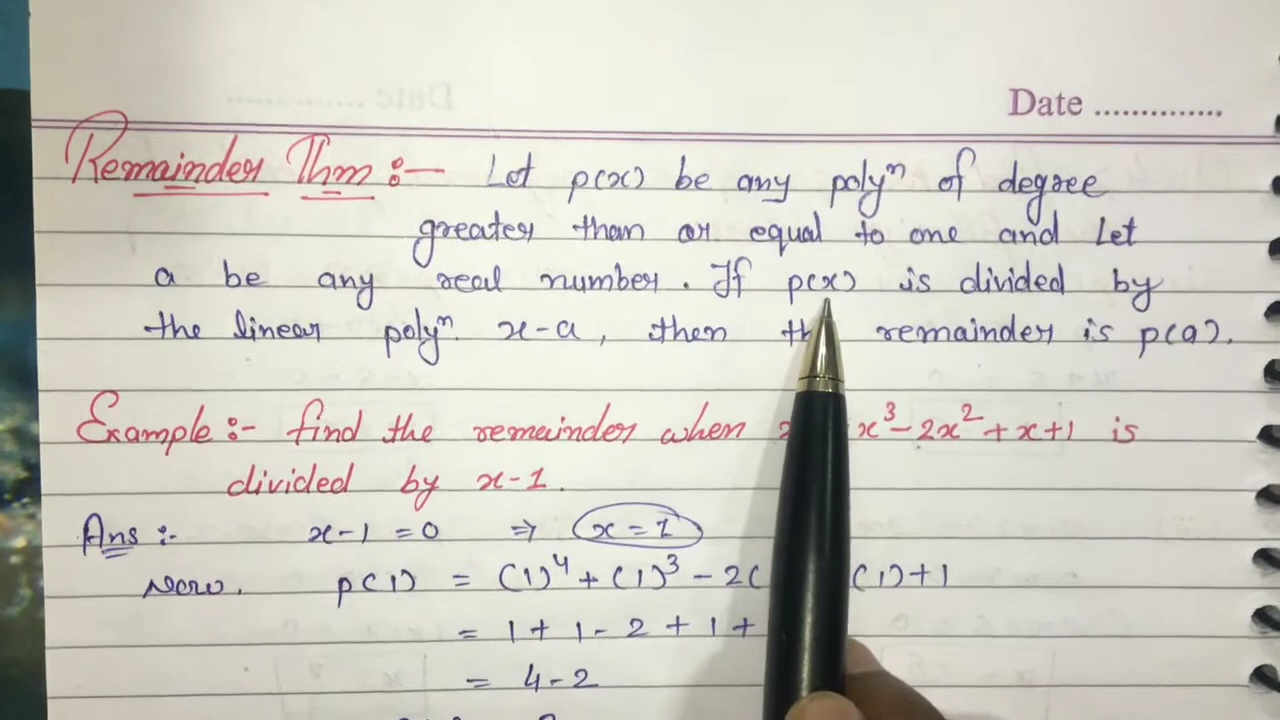 Date ..............
Remainder Thm :- Let p(x) be any polyⁿ of degree
greater than or equal to one and Let
a be any real number. If p(x) is divided by
the linear polyⁿ. x-a, then remainder is p(a).
Example :- find the remainder when x³-2x²+x+1 is
divided by x-1.
Ans :- x-1 = 0 ⇒ x = 1
Now, p(1) = (1)⁴+(1)³-2( (1)+1
= 1+1-2+1+
= 4-2